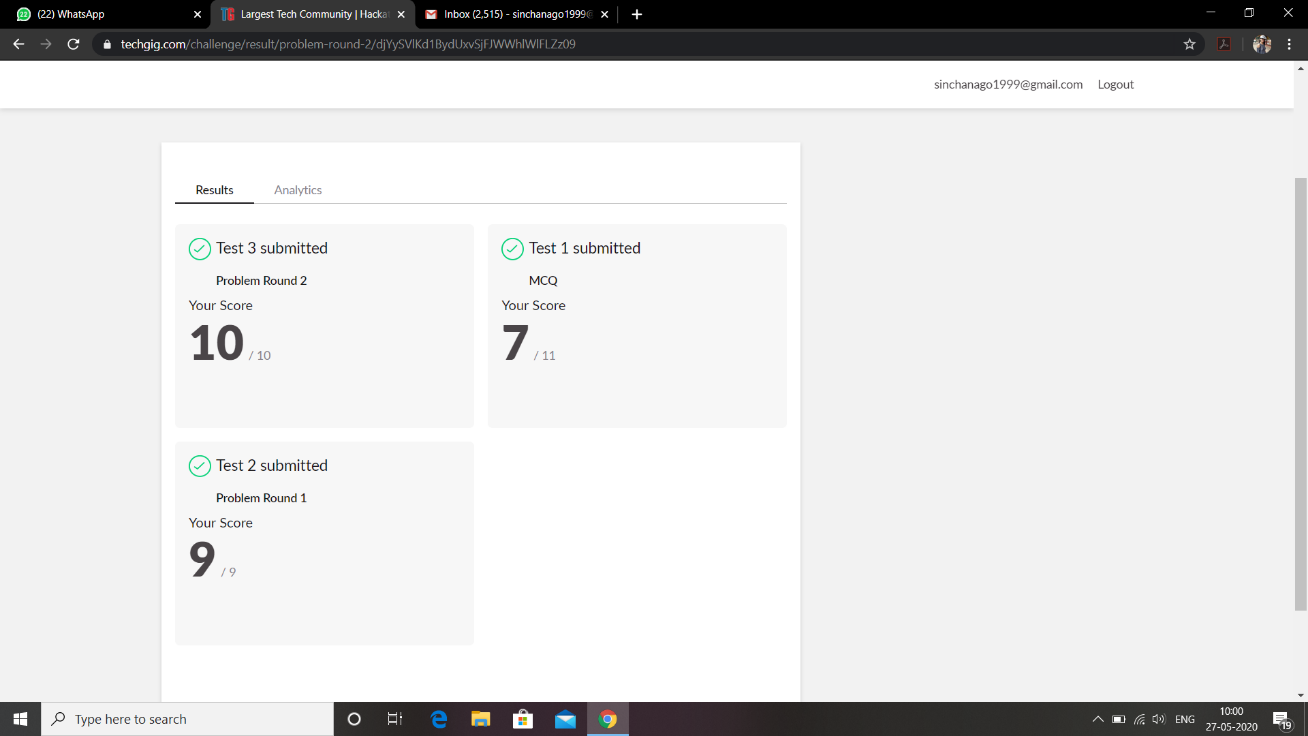 (22) WhatsApp
Largest Tech Community | Hacka
Inbox (2,515) - sinchanago1999@
techgig.com/challenge/result/problem-round-2/
sinchanago1999@gmail.com Logout
Results Analytics
Test 3 submitted
Problem Round 2
Your Score
10 / 10
Test 1 submitted
MCQ
Your Score
7 / 11
Test 2 submitted
Problem Round 1
Your Score
9 / 9
Type here to search
ENG
10:00
27-05-2020
19